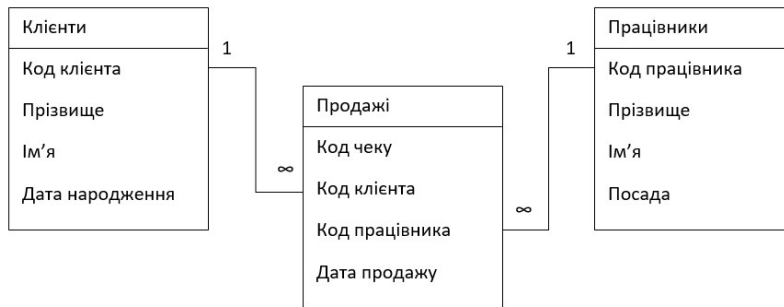 Клієнти
Код клієнта
Прізвище
Ім’я
Дата народження
1
∞
Продажі
Код чеку
Код клієнта
Код працівника
Дата продажу
1
∞
Працівники
Код працівника
Прізвище
Ім’я
Посада